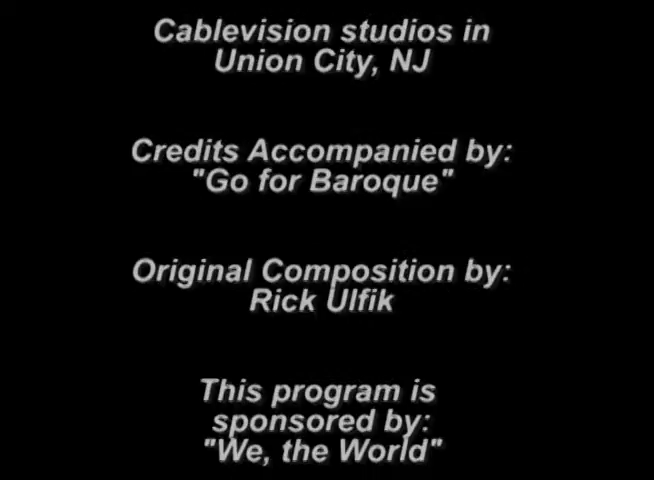 Cablevision studios in
Union City, NJ
Credits Accompanied by:
"Go for Baroque"
Original Composition by:
Rick Ulfik
This program is
sponsored by:
"We, the World"